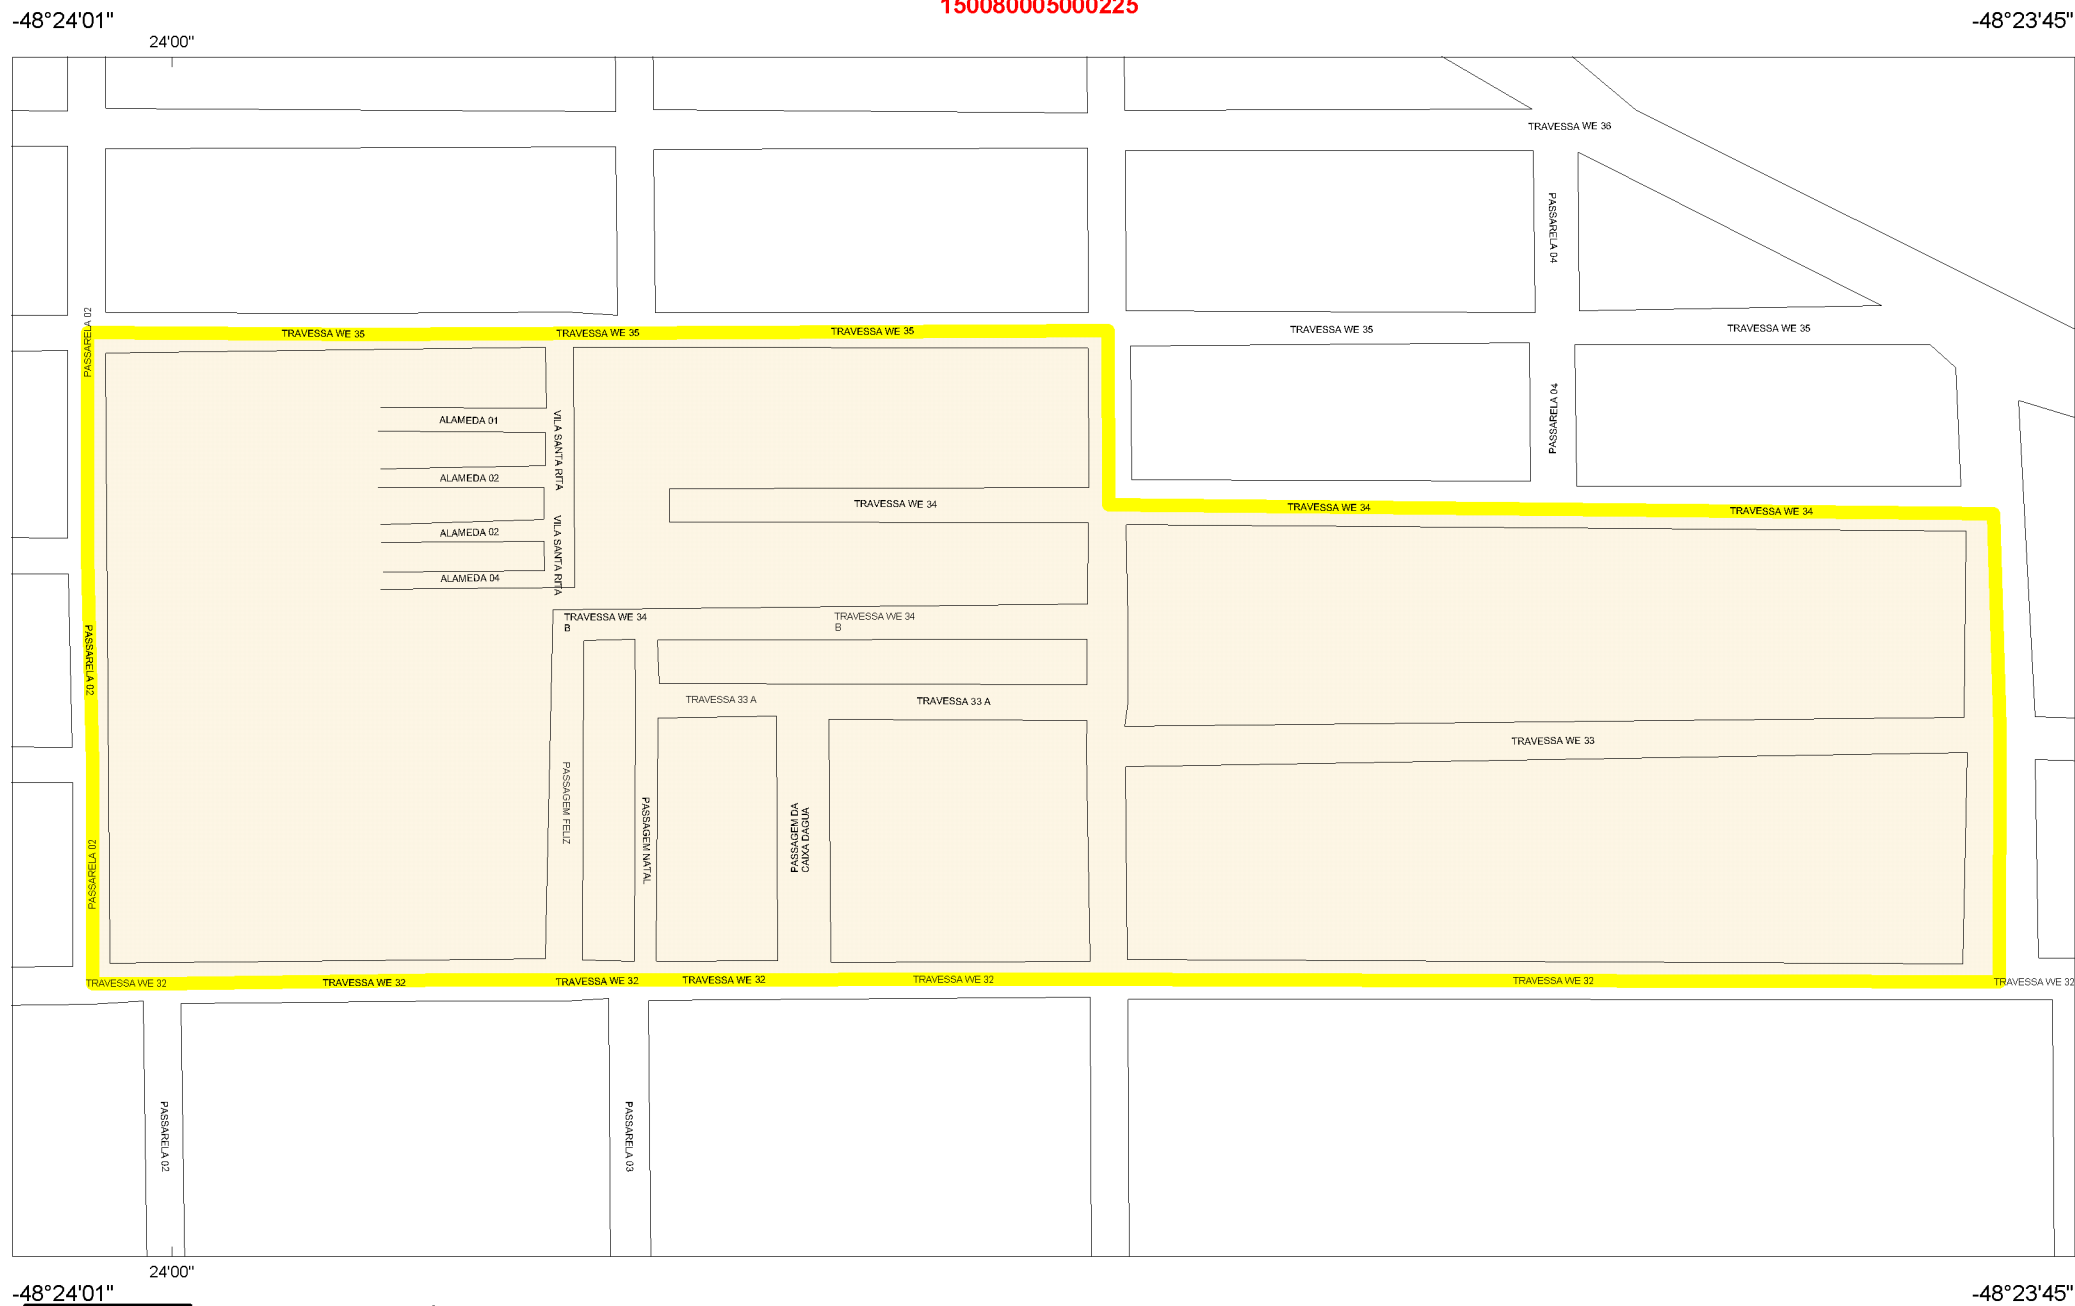 150080005000225
-48°24'01"
-48°23'45"
24'00"
TRAVESSA WE 36
PASSARELA 04
PASSARELA 02
TRAVESSA WE 35
TRAVESSA WE 35
TRAVESSA WE 35
TRAVESSA WE 35
TRAVESSA WE 35
PASSARELA 04
ALAMEDA 01
VILA SANTA RITA
ALAMEDA 02
TRAVESSA WE 34
TRAVESSA WE 34
TRAVESSA WE 34
ALAMEDA 02
VILA SANTA RITA
ALAMEDA 04
TRAVESSA WE 34
B
TRAVESSA WE 34
B
PASSARELA 02
TRAVESSA 33 A
TRAVESSA 33 A
TRAVESSA WE 33
PASSAGEM FELIZ
PASSAGEM NATAL
PASSAGEM DA
CAIXA DAGUA
PASSARELA 02
TRAVESSA WE 32
TRAVESSA WE 32
TRAVESSA WE 32
TRAVESSA WE 32
TRAVESSA WE 32
TRAVESSA WE 32
TRAVESSA WE 32
PASSARELA 02
PASSARELA 03
24'00"
-48°24'01"
-48°23'45"